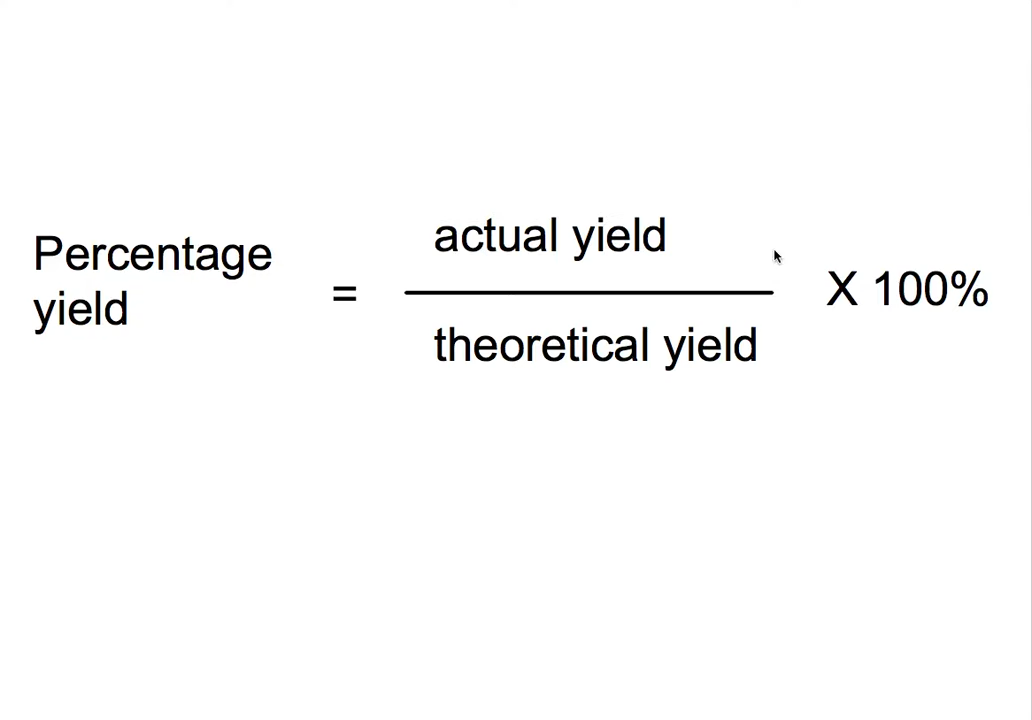 Percentage
yield
=
actual yield
theoretical yield
X 100%